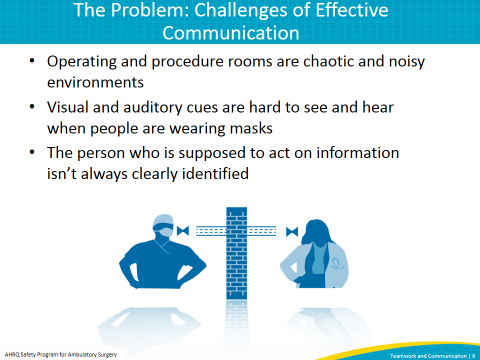 The Problem: Challenges of Effective
Communication
• Operating and procedure rooms are chaotic and noisy
environments
• Visual and auditory cues are hard to see and hear
when people are wearing masks
• The person who is supposed to act on information
isn’t always clearly identified
AHRQ Safety Program for Ambulatory Surgery
Teamwork and Communication | 6